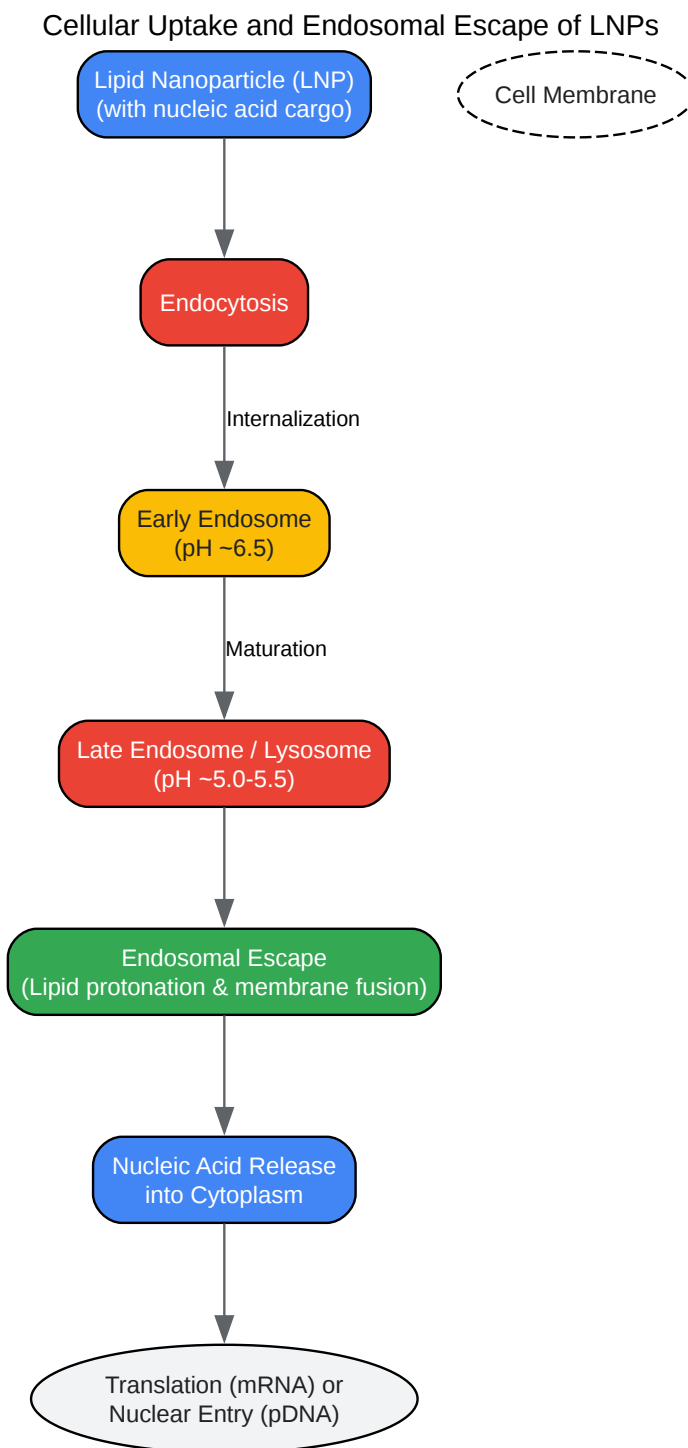 Cellular Uptake and Endosomal Escape of LNPs
Lipid Nanoparticle (LNP)
(with nucleic acid cargo)
Cell Membrane
Endocytosis
Internalization
Early Endosome
(pH ~6.5)
Maturation
Late Endosome / Lysosome
(pH ~5.0-5.5)
Endosomal Escape
(Lipid protonation & membrane fusion)
Nucleic Acid Release
into Cytoplasm
Translation (mRNA) or
Nuclear Entry (pDNA)